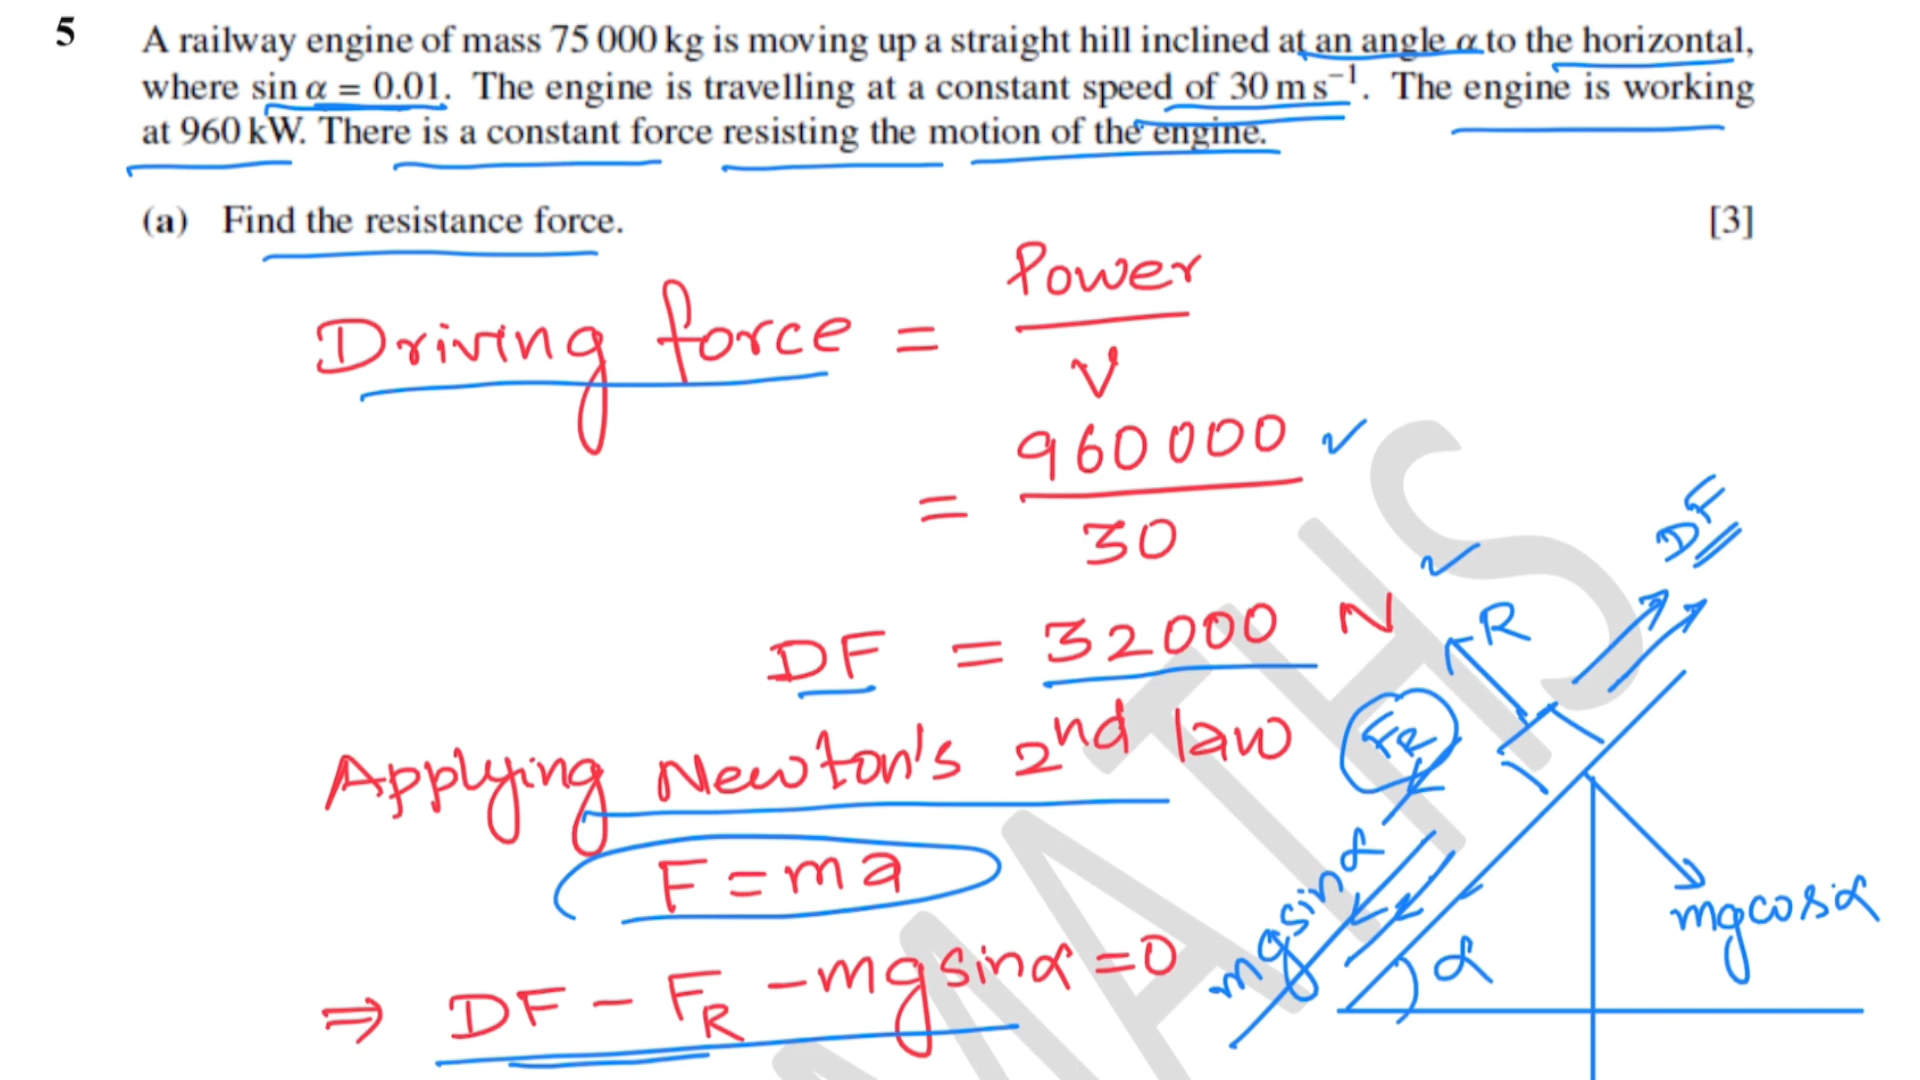 5 A railway engine of mass 75 000 kg is moving up a straight hill inclined at an angle α to the horizontal,
where sin α = 0.01. The engine is travelling at a constant speed of 30 m s⁻¹. The engine is working
at 960 kW. There is a constant force resisting the motion of the engine.
(a) Find the resistance force. [3]
Driving force = Power / V
= 960000 / 30
DF = 32000 N
Applying Newton's 2nd law
F = ma
⇒ DF − F_R − mg sinα = 0
DF
R
F_R
mg sinα
mg cosα
α
MATHS